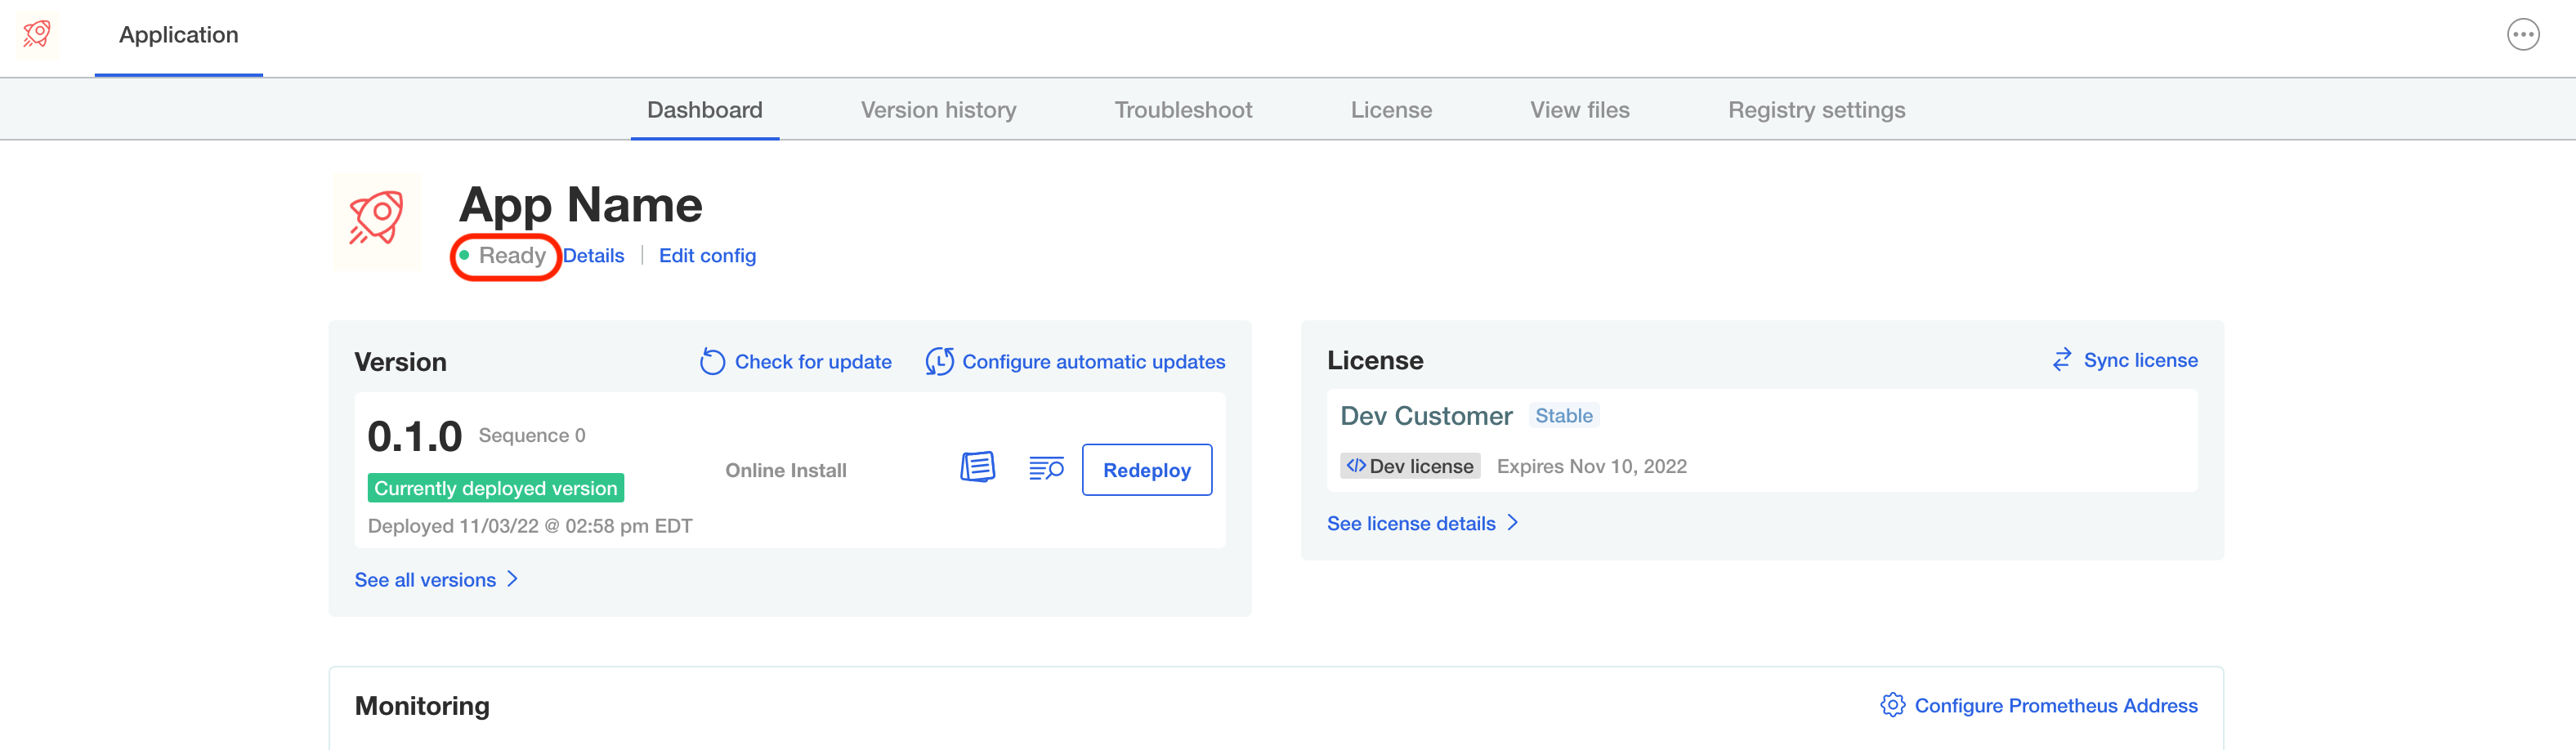 Application
Dashboard Version history Troubleshoot License View files Registry settings
App Name
Ready Details | Edit config
Version Check for update Configure automatic updates
0.1.0 Sequence 0
Currently deployed version
Deployed 11/03/22 @ 02:58 pm EDT
Online Install Redeploy
See all versions
License Sync license
Dev Customer Stable
Dev license Expires Nov 10, 2022
See license details
Monitoring Configure Prometheus Address